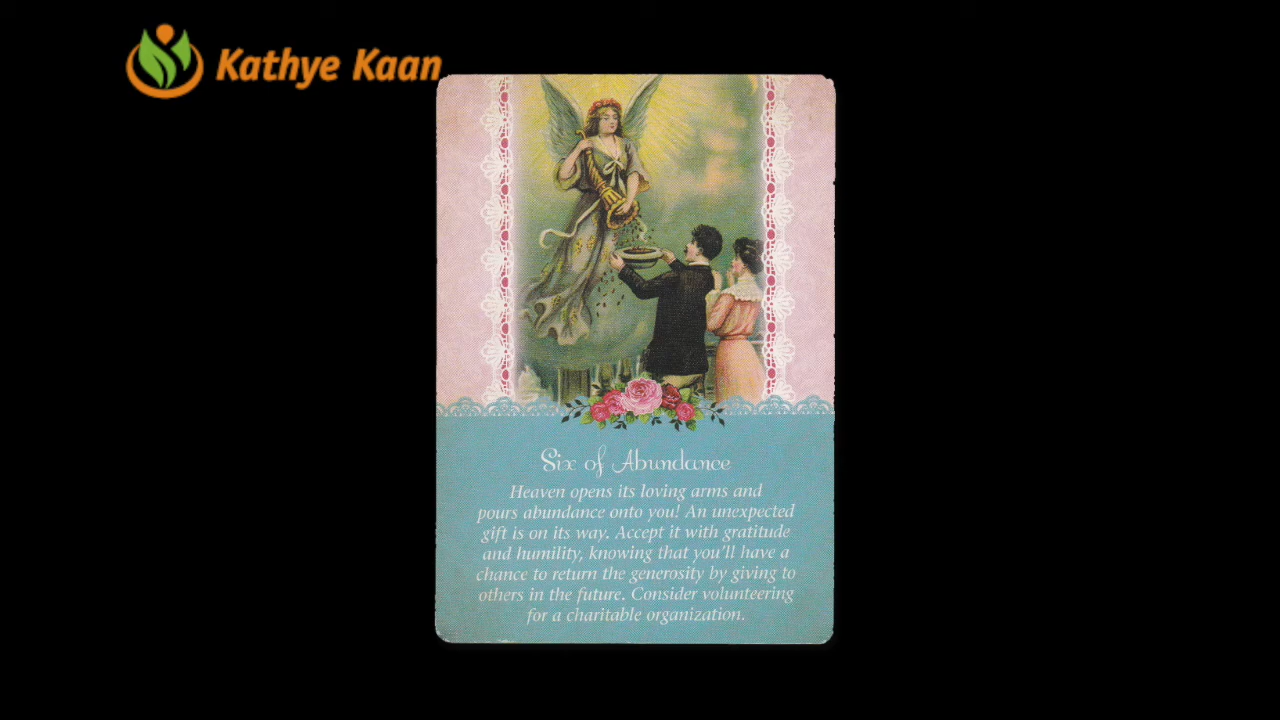 Kathye Kaan
Six of Abundance
Heaven opens its loving arms and
pours abundance onto you! An unexpected
gift is on its way. Accept it with gratitude
and humility, knowing that you'll have a
chance to return the generosity by giving to
others in the future. Consider volunteering
for a charitable organization.